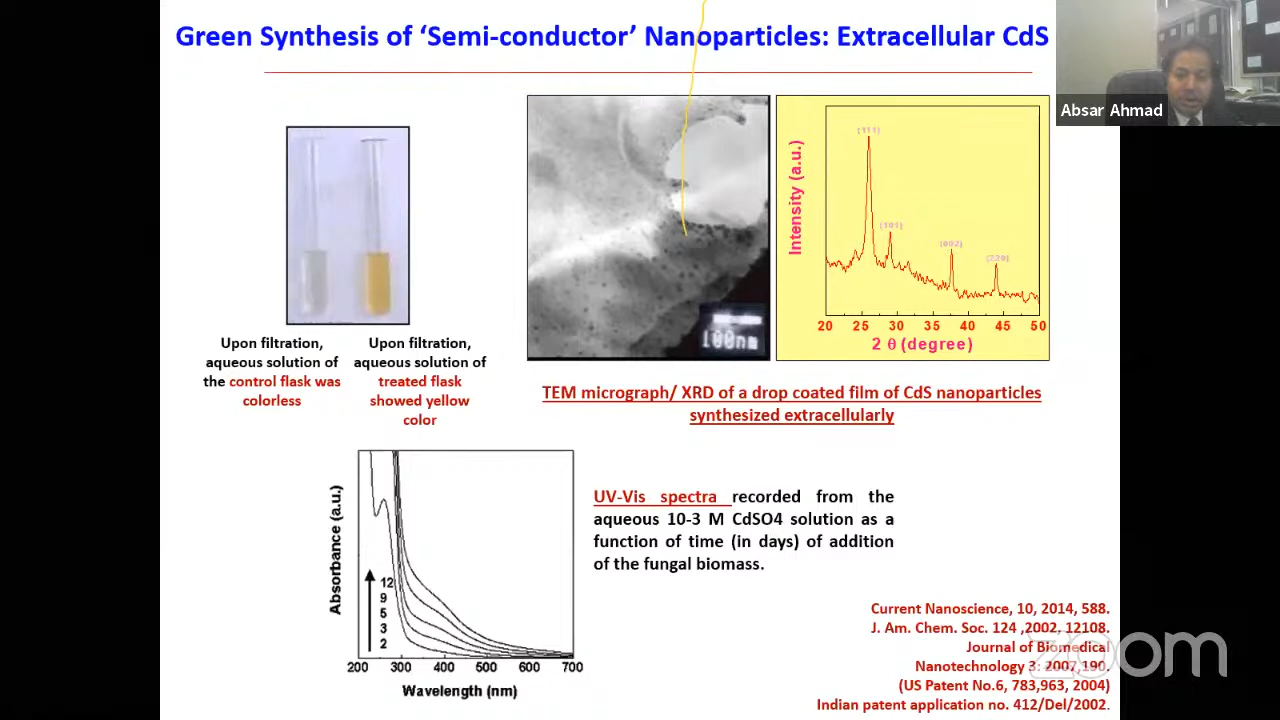 Green Synthesis of ‘Semi-conductor’ Nanoparticles: Extracellular CdS
Absar Ahmad
Upon filtration,
aqueous solution of
the control flask was
colorless
Upon filtration,
aqueous solution of
treated flask
showed yellow
color
100nm
Intensity (a.u.)
(111)
(101)
(002)
(220)
20 25 30 35 40 45 50
2 θ (degree)
TEM micrograph/ XRD of a drop coated film of CdS nanoparticles
synthesized extracellularly
Absorbance (a.u.)
12
9
5
3
2
200 300 400 500 600 700
Wavelength (nm)
UV-Vis spectra recorded from the
aqueous 10-3 M CdSO4 solution as a
function of time (in days) of addition
of the fungal biomass.
Current Nanoscience, 10, 2014, 588.
J. Am. Chem. Soc. 124 ,2002, 12108.
Journal of Biomedical
Nanotechnology 3: 2007,190.
(US Patent No.6, 783,963, 2004)
Indian patent application no. 412/Del/2002.
zoom